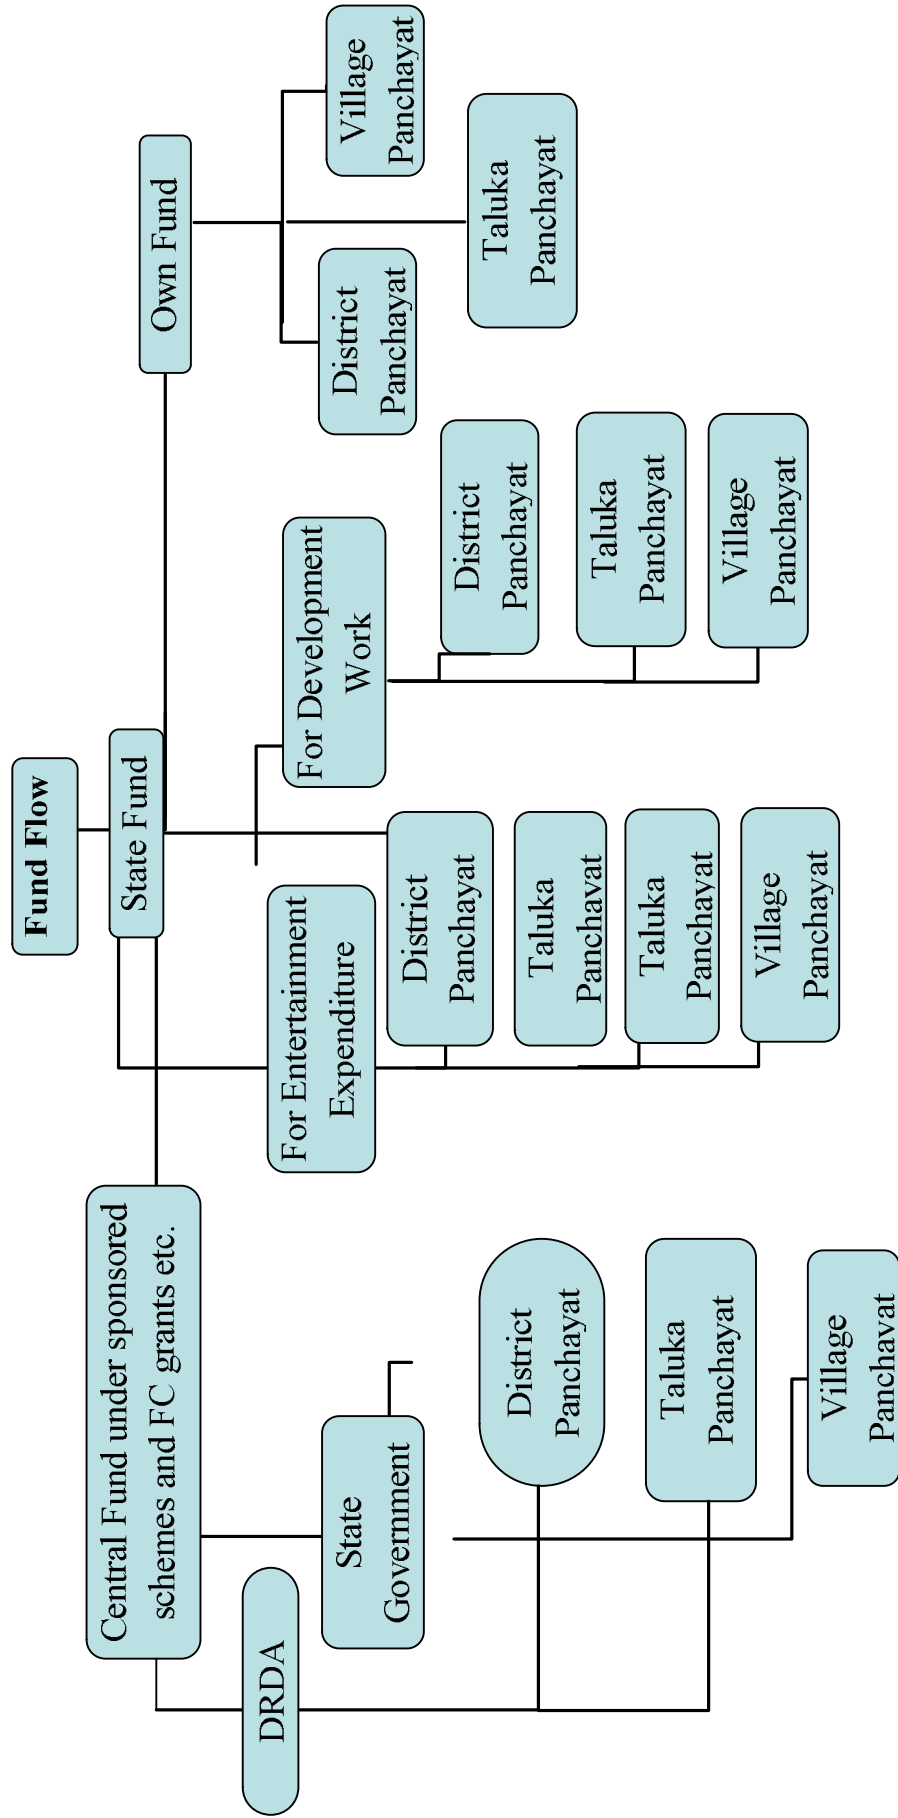 Fund Flow
State Fund
Central Fund under sponsored
schemes and FC grants etc.
Own Fund
DRDA
State
Government
For Entertainment
Expenditure
For Development
Work
District
Panchayat
Village
Panchayat
Taluka
Panchayat
District
Panchayat
Taluka
Panchayat
Village
Panchayat
District
Panchayat
Taluka
Panchavat
Taluka
Panchayat
Village
Panchayat
District
Panchayat
Taluka
Panchayat
Village
Panchavat